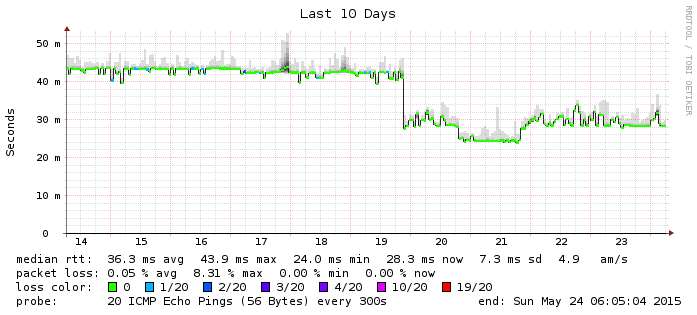 Last 10 Days
RRDTOOL / TOBI OETIKER
Seconds
50 m
40 m
30 m
20 m
10 m
0
14 15 16 17 18 19 20 21 22 23
median rtt: 36.3 ms avg 43.9 ms max 24.0 ms min 28.3 ms now 7.3 ms sd 4.9 am/s
packet loss: 0.05 % avg 8.31 % max 0.00 % min 0.00 % now
loss color: 0 1/20 2/20 3/20 4/20 10/20 19/20
probe: 20 ICMP Echo Pings (56 Bytes) every 300s end: Sun May 24 06:05:04 2015